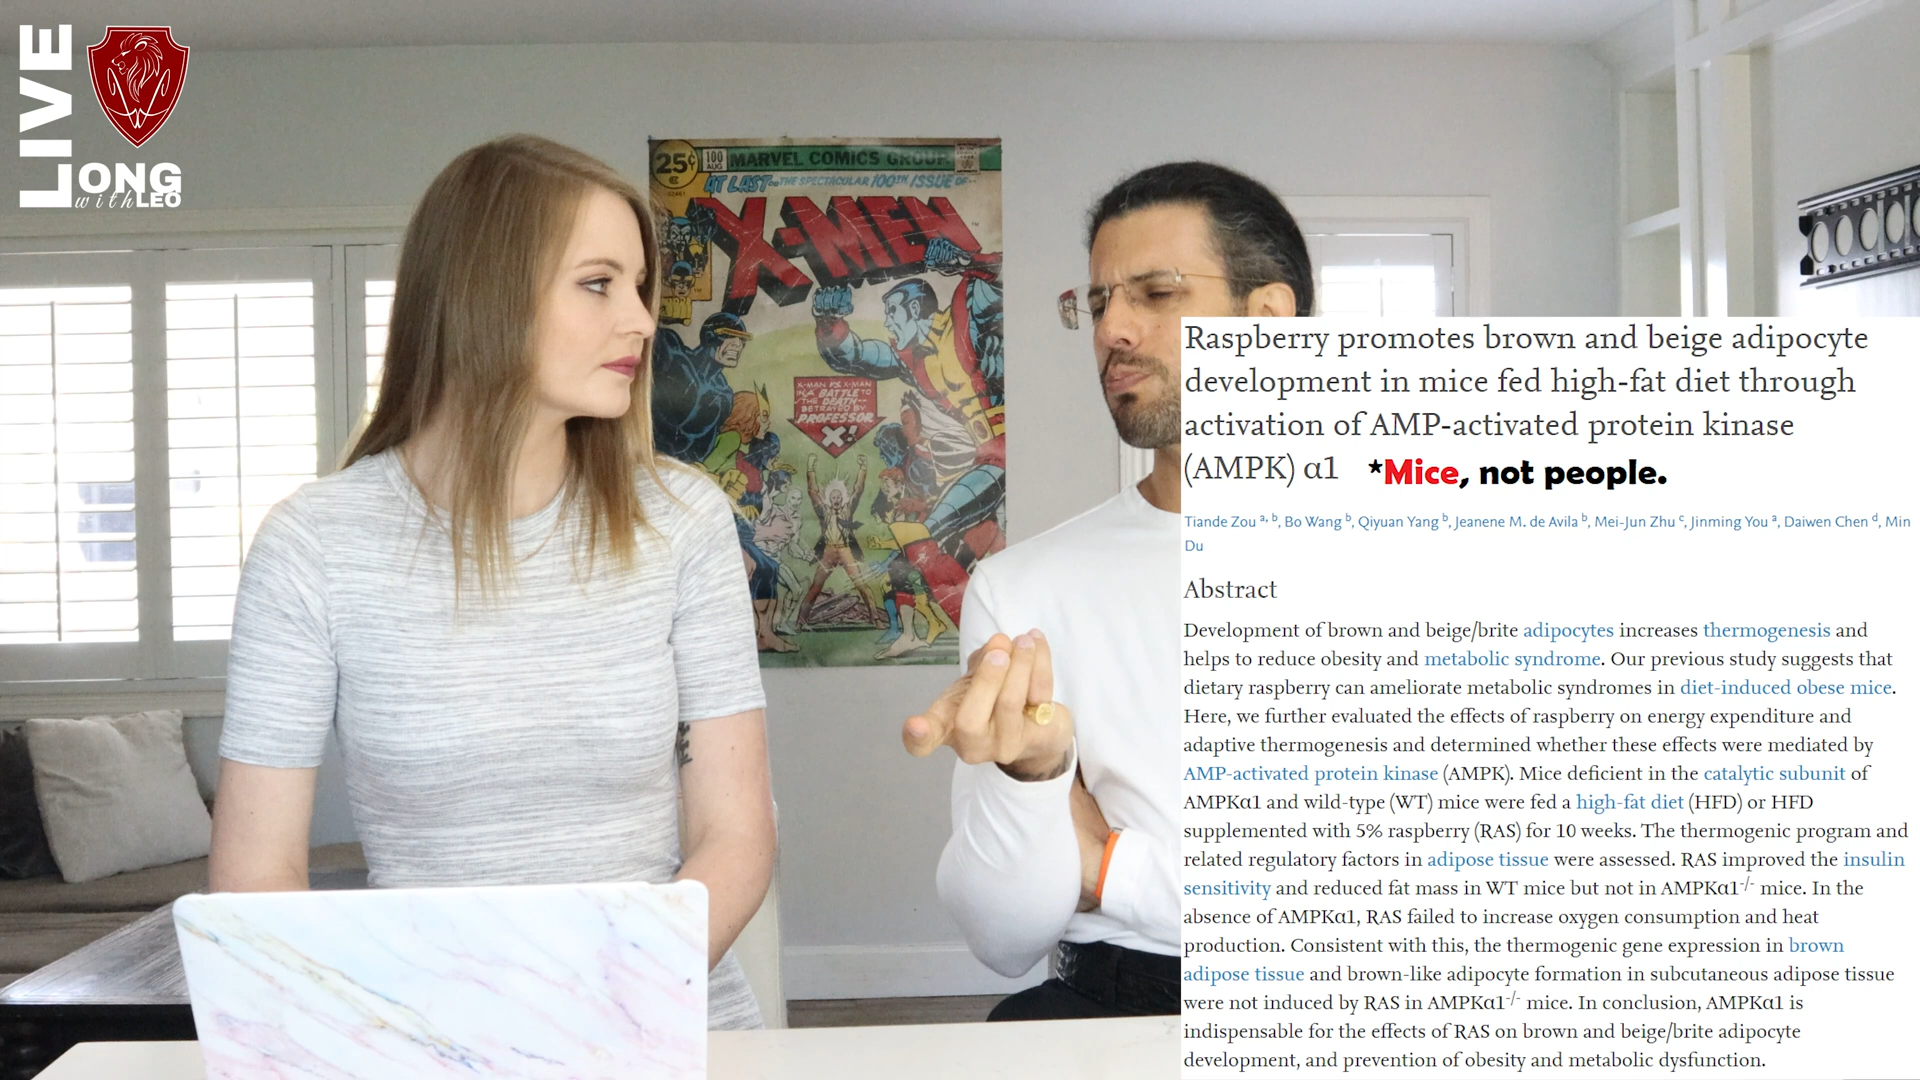 LIVE
LONG
with LEO
25¢
100
AUG
MARVEL COMICS GROUP
AT LAST-THE SPECTACULAR 100TH ISSUE OF-
X-MEN
X-MAN VS. X-MAN
IN A BATTLE TO
THE DEATH--
BETRAYED BY
PROFESSOR
X!
Raspberry promotes brown and beige adipocyte
development in mice fed high-fat diet through
activation of AMP-activated protein kinase
(AMPK) α1 *Mice, not people.
Tiande Zou a, b, Bo Wang b, Qiyuan Yang b, Jeanene M. de Avila b, Mei-Jun Zhu c, Jinming You a, Daiwen Chen d, Min
Du
Abstract
Development of brown and beige/brite adipocytes increases thermogenesis and
helps to reduce obesity and metabolic syndrome. Our previous study suggests that
dietary raspberry can ameliorate metabolic syndromes in diet-induced obese mice.
Here, we further evaluated the effects of raspberry on energy expenditure and
adaptive thermogenesis and determined whether these effects were mediated by
AMP-activated protein kinase (AMPK). Mice deficient in the catalytic subunit of
AMPKα1 and wild-type (WT) mice were fed a high-fat diet (HFD) or HFD
supplemented with 5% raspberry (RAS) for 10 weeks. The thermogenic program and
related regulatory factors in adipose tissue were assessed. RAS improved the insulin
sensitivity and reduced fat mass in WT mice but not in AMPKα1-/- mice. In the
absence of AMPKα1, RAS failed to increase oxygen consumption and heat
production. Consistent with this, the thermogenic gene expression in brown
adipose tissue and brown-like adipocyte formation in subcutaneous adipose tissue
were not induced by RAS in AMPKα1-/- mice. In conclusion, AMPKα1 is
indispensable for the effects of RAS on brown and beige/brite adipocyte
development, and prevention of obesity and metabolic dysfunction.